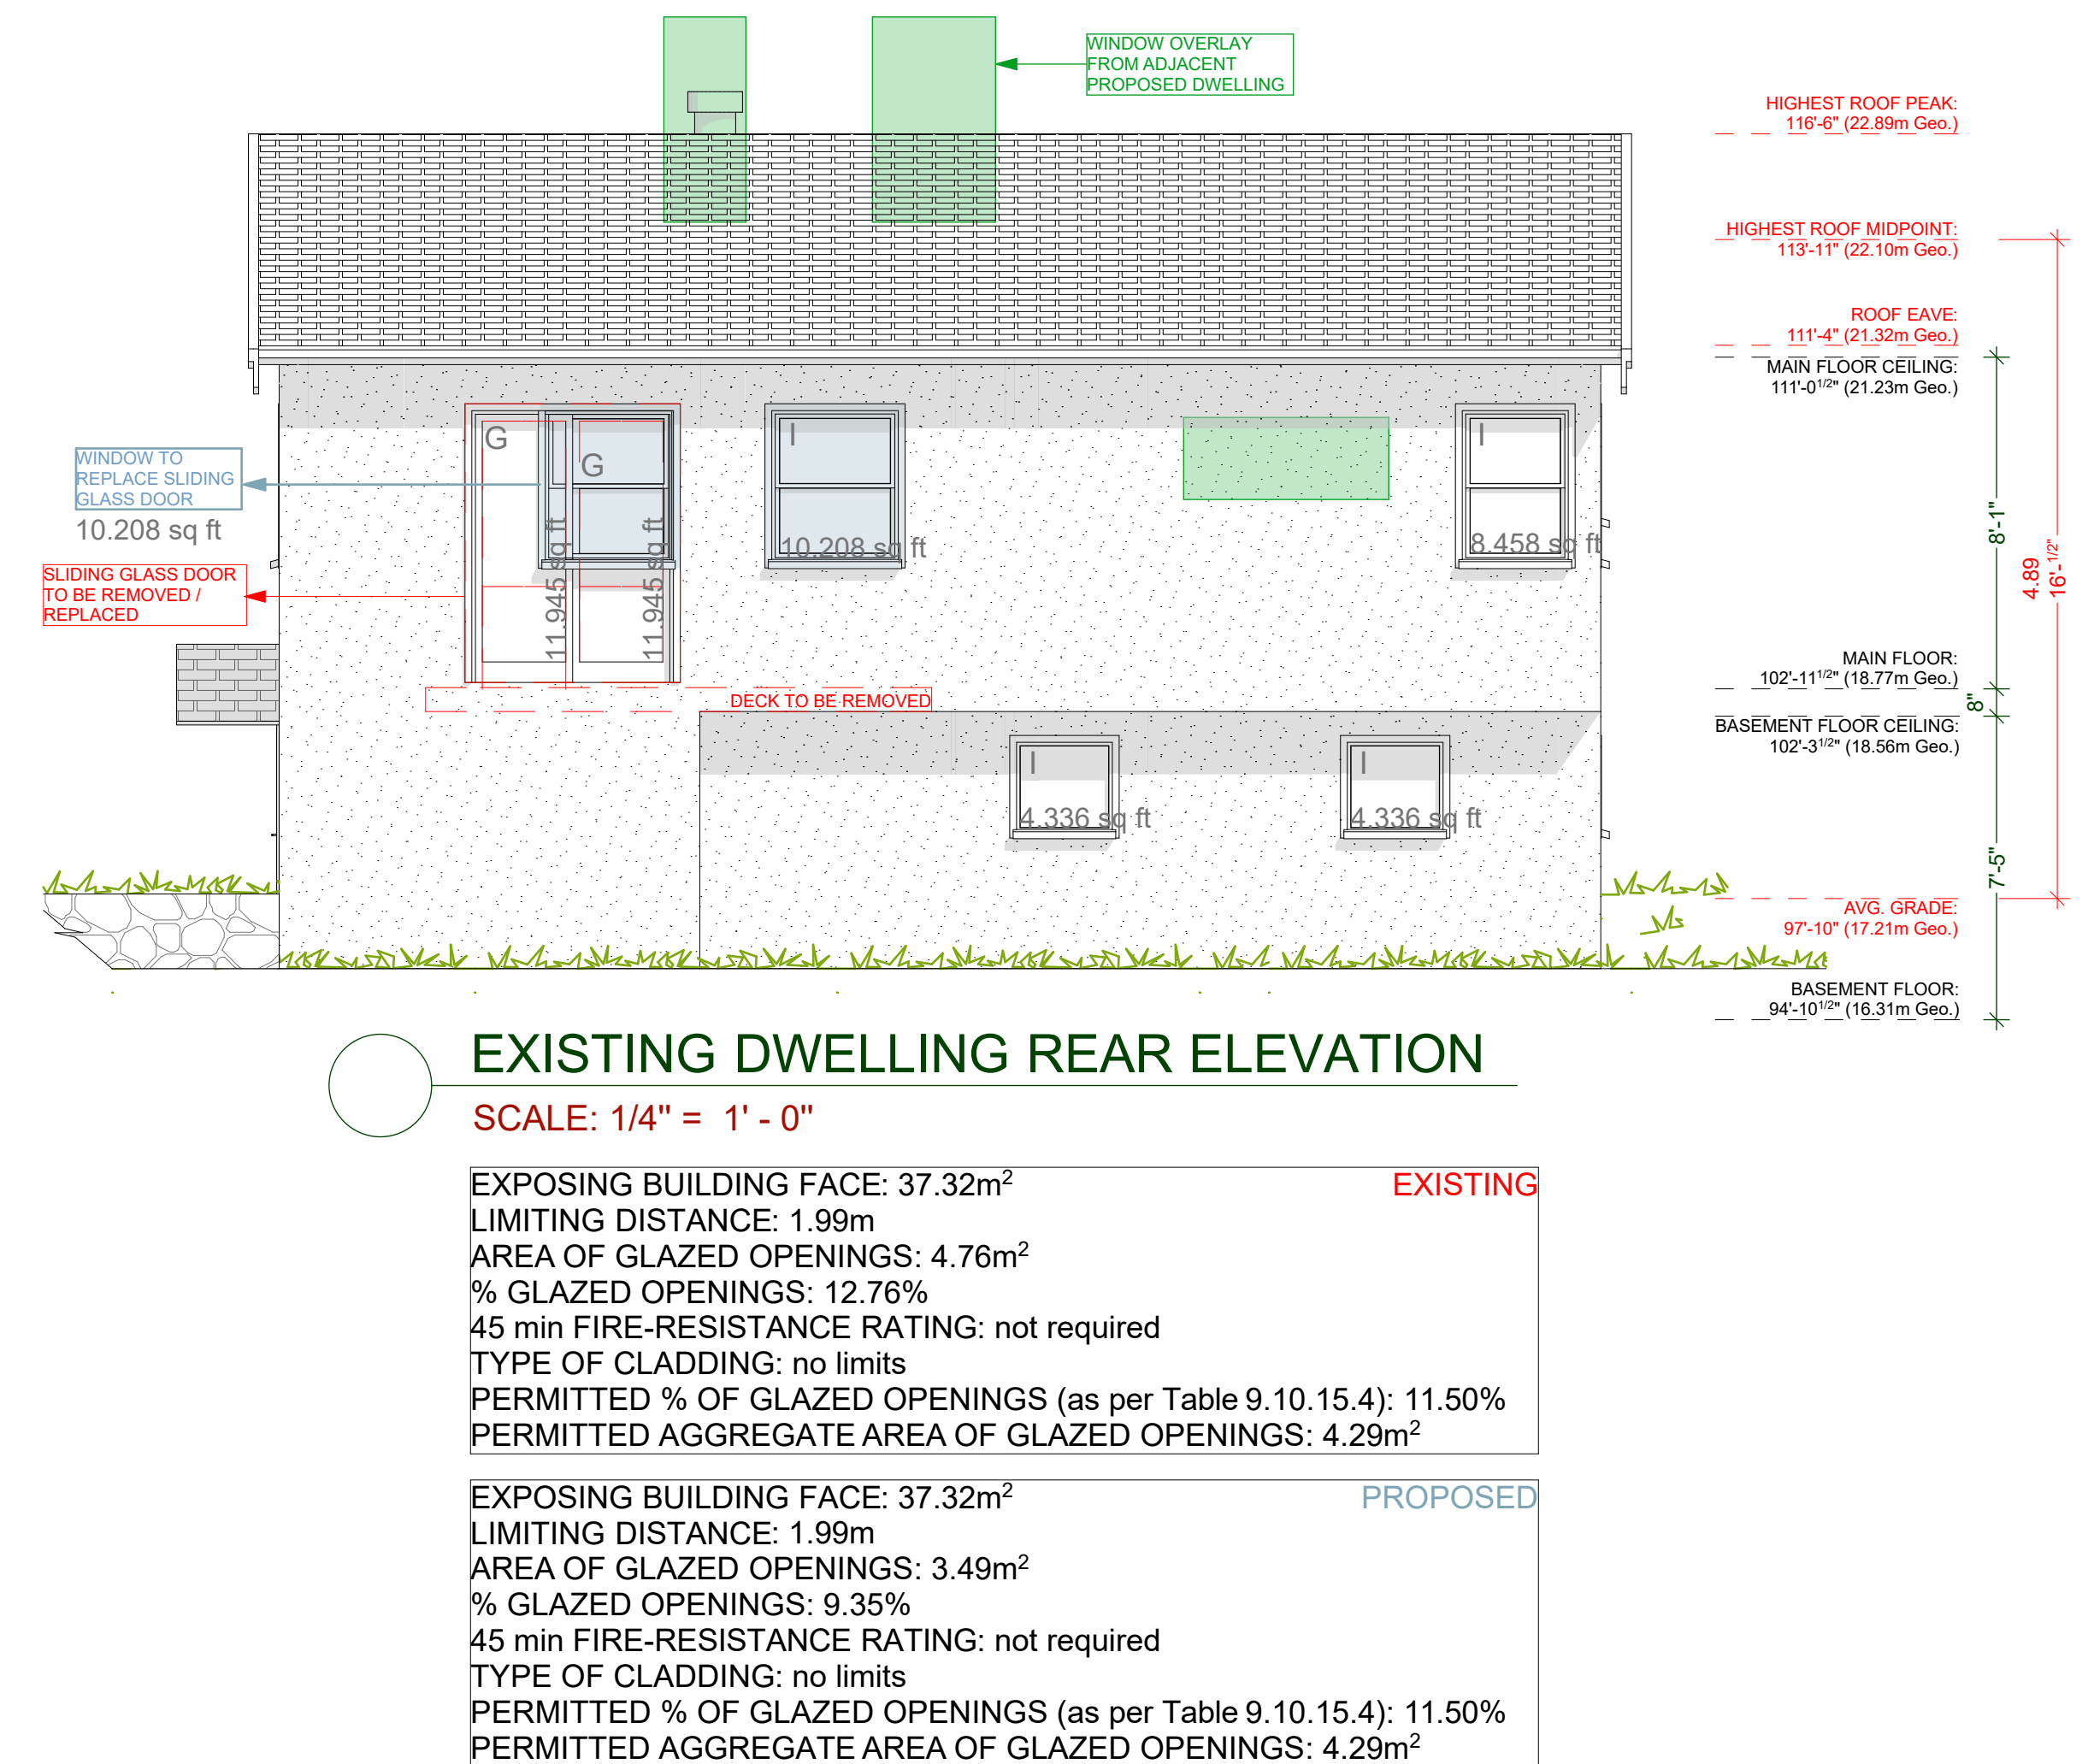 WINDOW OVERLAY
FROM ADJACENT
PROPOSED DWELLING
HIGHEST ROOF PEAK:
116'-6" (22.89m Geo.)
HIGHEST ROOF MIDPOINT:
113'-11" (22.10m Geo.)
ROOF EAVE:
111'-4" (21.32m Geo.)
MAIN FLOOR CEILING:
111'-0 1/2" (21.23m Geo.)
G
G
I
I
WINDOW TO
REPLACE SLIDING
GLASS DOOR
10.208 sq ft
11.945 sq ft
11.945 sq ft
10.208 sq ft
8.458 sq ft
8'-1"
4.89
16'-1/2"
SLIDING GLASS DOOR
TO BE REMOVED /
REPLACED
MAIN FLOOR:
102'-11 1/2" (18.77m Geo.)
DECK TO BE REMOVED
8"
BASEMENT FLOOR CEILING:
102'-3 1/2" (18.56m Geo.)
I
I
4.336 sq ft
4.336 sq ft
7'-5"
AVG. GRADE:
97'-10" (17.21m Geo.)
BASEMENT FLOOR:
94'-10 1/2" (16.31m Geo.)
EXISTING DWELLING REAR ELEVATION
SCALE: 1/4" = 1' - 0"
EXPOSING BUILDING FACE: 37.32m² EXISTING
LIMITING DISTANCE: 1.99m
AREA OF GLAZED OPENINGS: 4.76m²
% GLAZED OPENINGS: 12.76%
45 min FIRE-RESISTANCE RATING: not required
TYPE OF CLADDING: no limits
PERMITTED % OF GLAZED OPENINGS (as per Table 9.10.15.4): 11.50%
PERMITTED AGGREGATE AREA OF GLAZED OPENINGS: 4.29m²
EXPOSING BUILDING FACE: 37.32m² PROPOSED
LIMITING DISTANCE: 1.99m
AREA OF GLAZED OPENINGS: 3.49m²
% GLAZED OPENINGS: 9.35%
45 min FIRE-RESISTANCE RATING: not required
TYPE OF CLADDING: no limits
PERMITTED % OF GLAZED OPENINGS (as per Table 9.10.15.4): 11.50%
PERMITTED AGGREGATE AREA OF GLAZED OPENINGS: 4.29m²